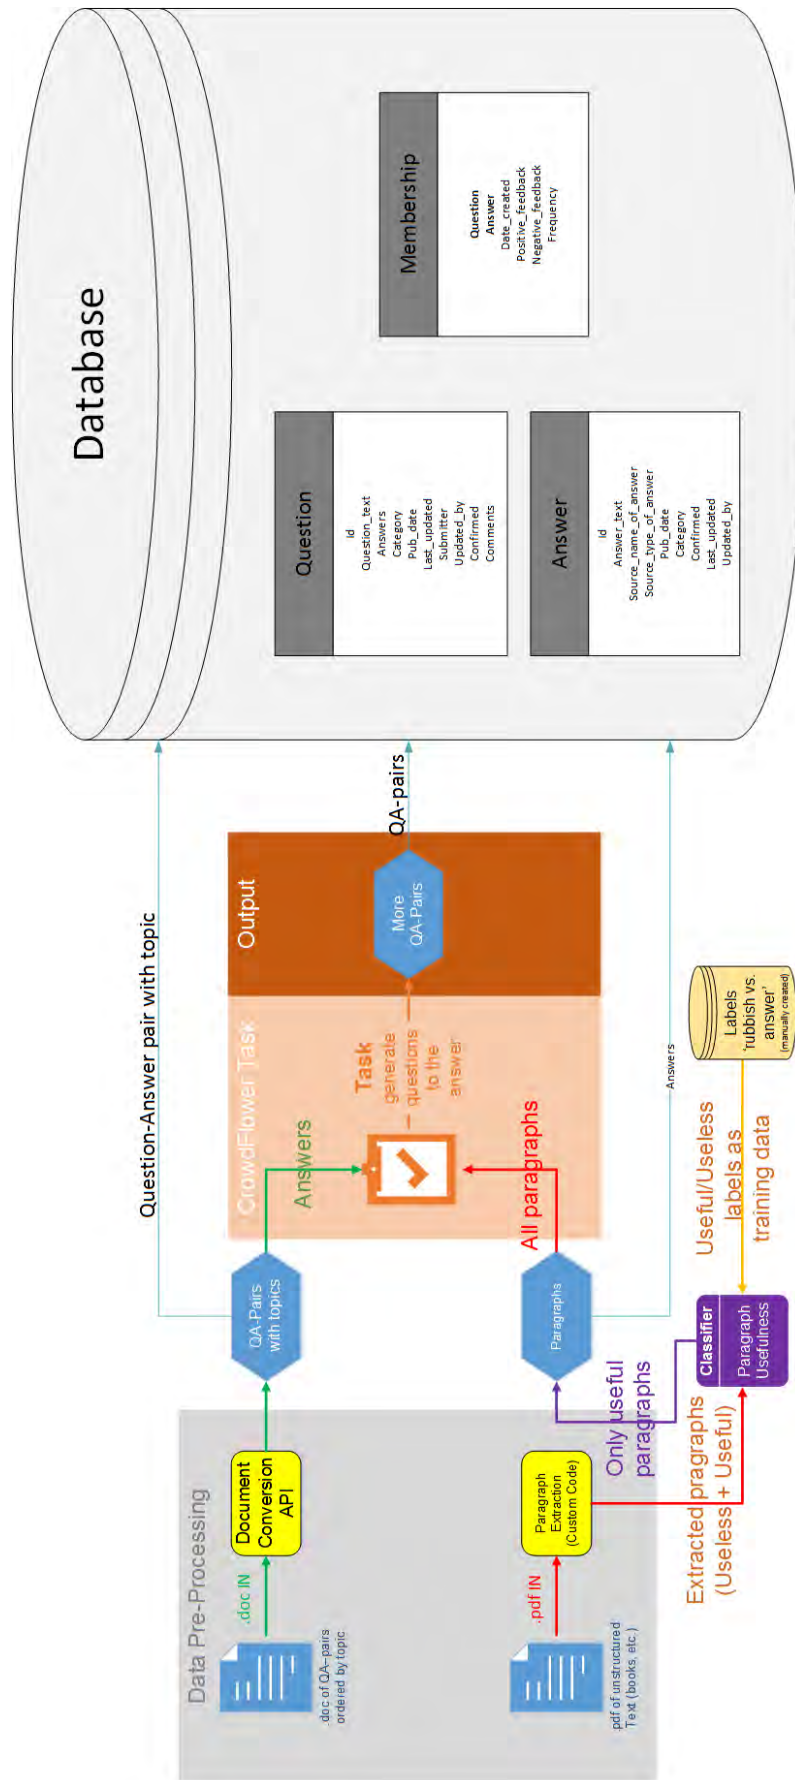 Data Pre-Processing
.doc of QA-pairs
ordered by topic
.doc IN
Document
Conversion
API
QA-Pairs
with topics
Question-Answer pair with topic
.pdf of unstructured
Text (books, etc.)
.pdf IN
Paragraph
Extraction
(Custom Code)
Extracted pragraphs
(Useless + Useful)
Only useful
paragraphs
Classifier
Paragraph
Usefulness
Useful/Useless
labels as
training data
Labels
'rubbish vs.
answer'
(manually created)
Paragraphs
Answers
CrowdFlower Task
Answers
All paragraphs
Task
generate
questions
to the
answer
Output
More
QA-Pairs
QA-pairs
Database
Question
Id
Question_text
Answers
Category
Pub_date
Last_updated
Submitter
Updated_by
Confirmed
Comments
Answer
Id
Answer_text
Source_name_of_answer
Source_type_of_answer
Pub_date
Category
Confirmed
Last_updated
Updated_by
Membership
Question
Answer
Date_created
Positive_feedback
Negative_feedback
Frequency